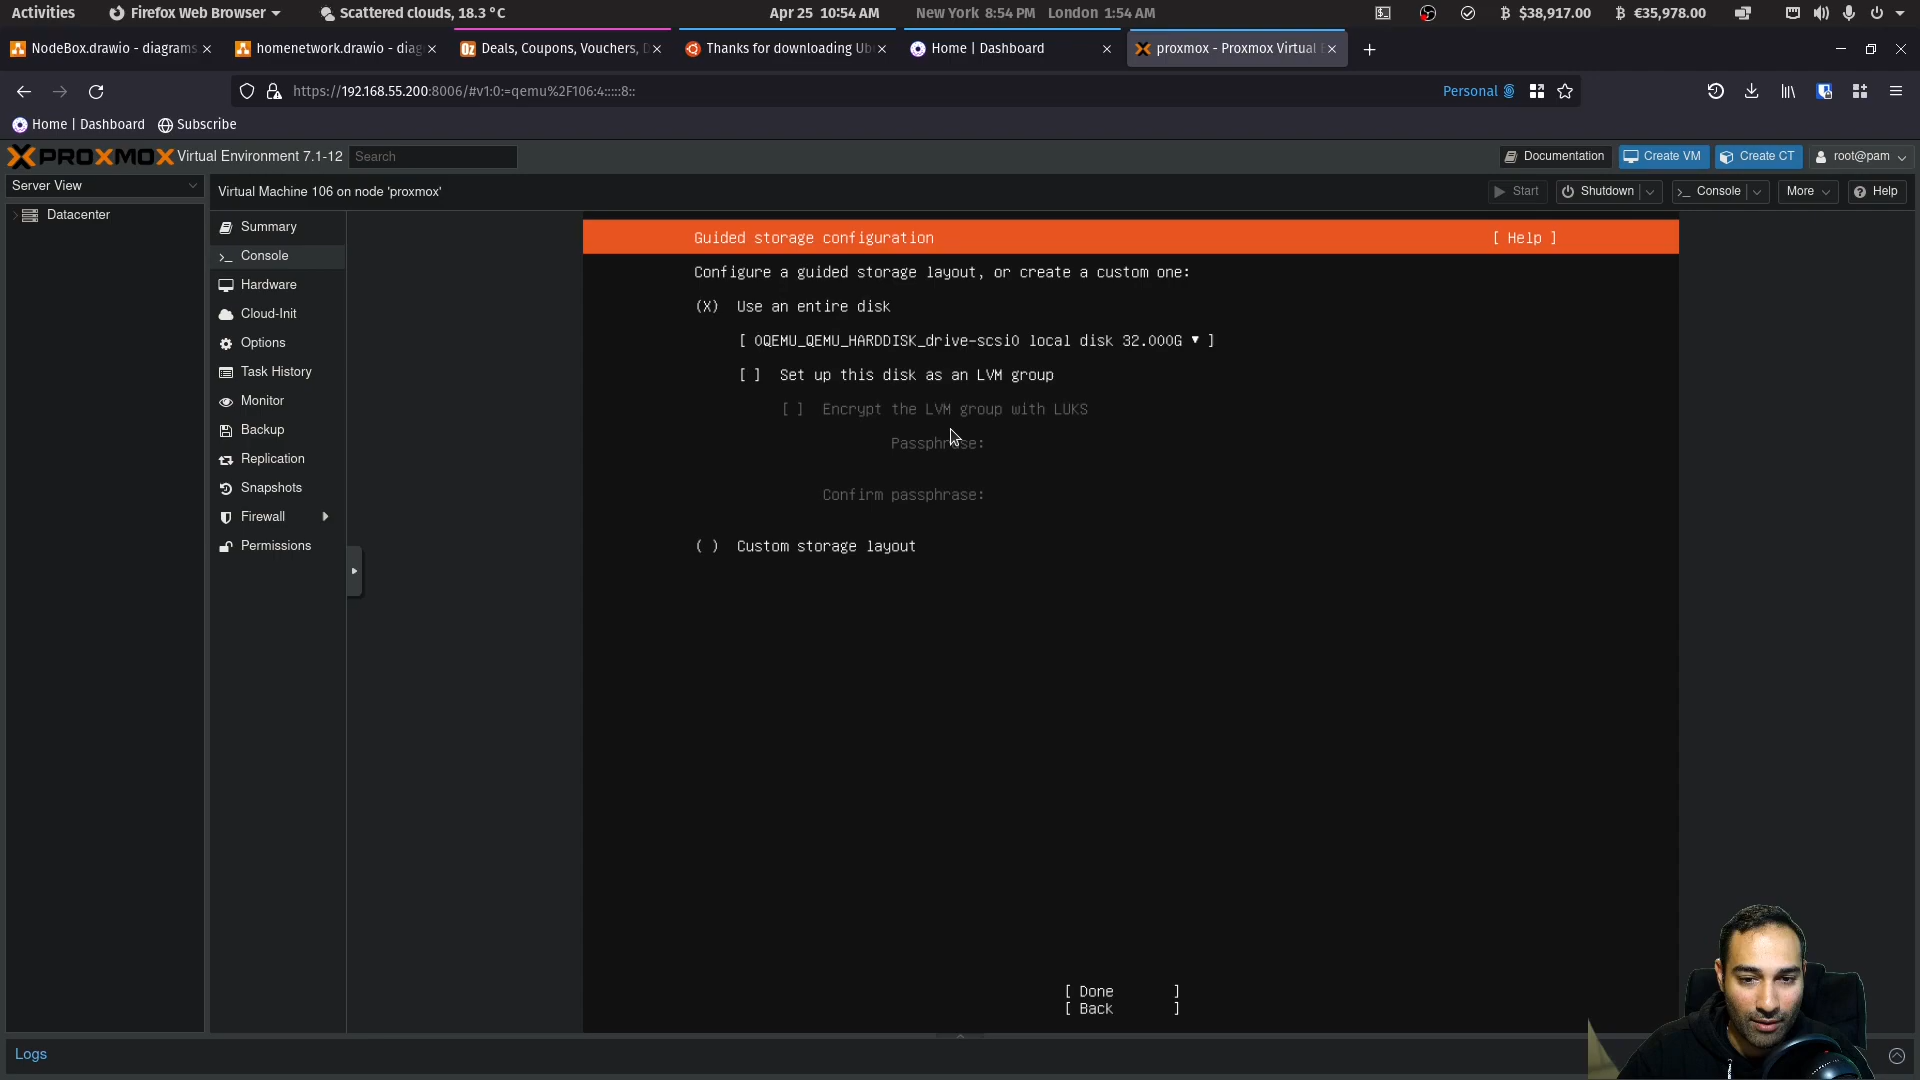 Activities
Firefox Web Browser
Scattered clouds, 18.3 °C
Apr 25 10:54 AM
New York 8:54 PM London 1:54 AM
₿ $38,917.00
₿ €35,978.00
NodeBox.drawio - diagrams
homenetwork.drawio - diag
Deals, Coupons, Vouchers, D
Thanks for downloading Ub
Home | Dashboard
proxmox - Proxmox Virtual E
https://192.168.55.200:8006/#v1:0:=qemu%2F106:4:::::8::
Personal
Home | Dashboard
Subscribe
PROXMOX Virtual Environment 7.1-12
Search
Documentation
Create VM
Create CT
root@pam
Server View
Virtual Machine 106 on node 'proxmox'
Start
Shutdown
Console
More
Help
Datacenter
Summary
Console
Hardware
Cloud-Init
Options
Task History
Monitor
Backup
Replication
Snapshots
Firewall
Permissions
Guided storage configuration
[ Help ]
Configure a guided storage layout, or create a custom one:
(X) Use an entire disk
[ 0QEMU_QEMU_HARDDISK_drive-scsi0 local disk 32.000G ▾ ]
[ ] Set up this disk as an LVM group
[ ] Encrypt the LVM group with LUKS
Passphrase:
Confirm passphrase:
( ) Custom storage layout
[ Done ]
[ Back ]
Logs